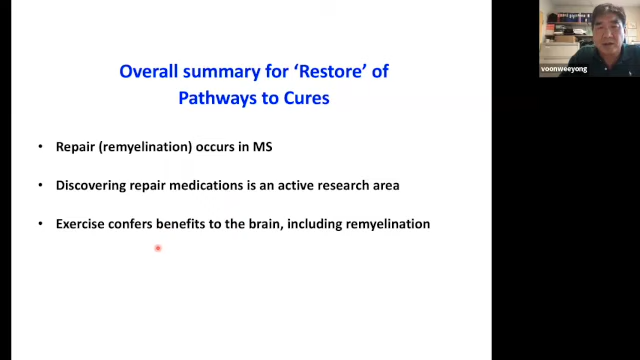 Overall summary for ‘Restore’ of
Pathways to Cures
• Repair (remyelination) occurs in MS
• Discovering repair medications is an active research area
• Exercise confers benefits to the brain, including remyelination
voonweeyong